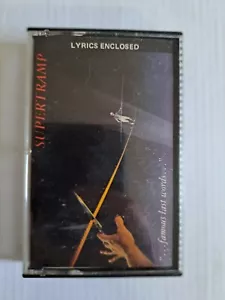 LYRICS ENCLOSED
SUPERTRAMP
"...famous last words..."